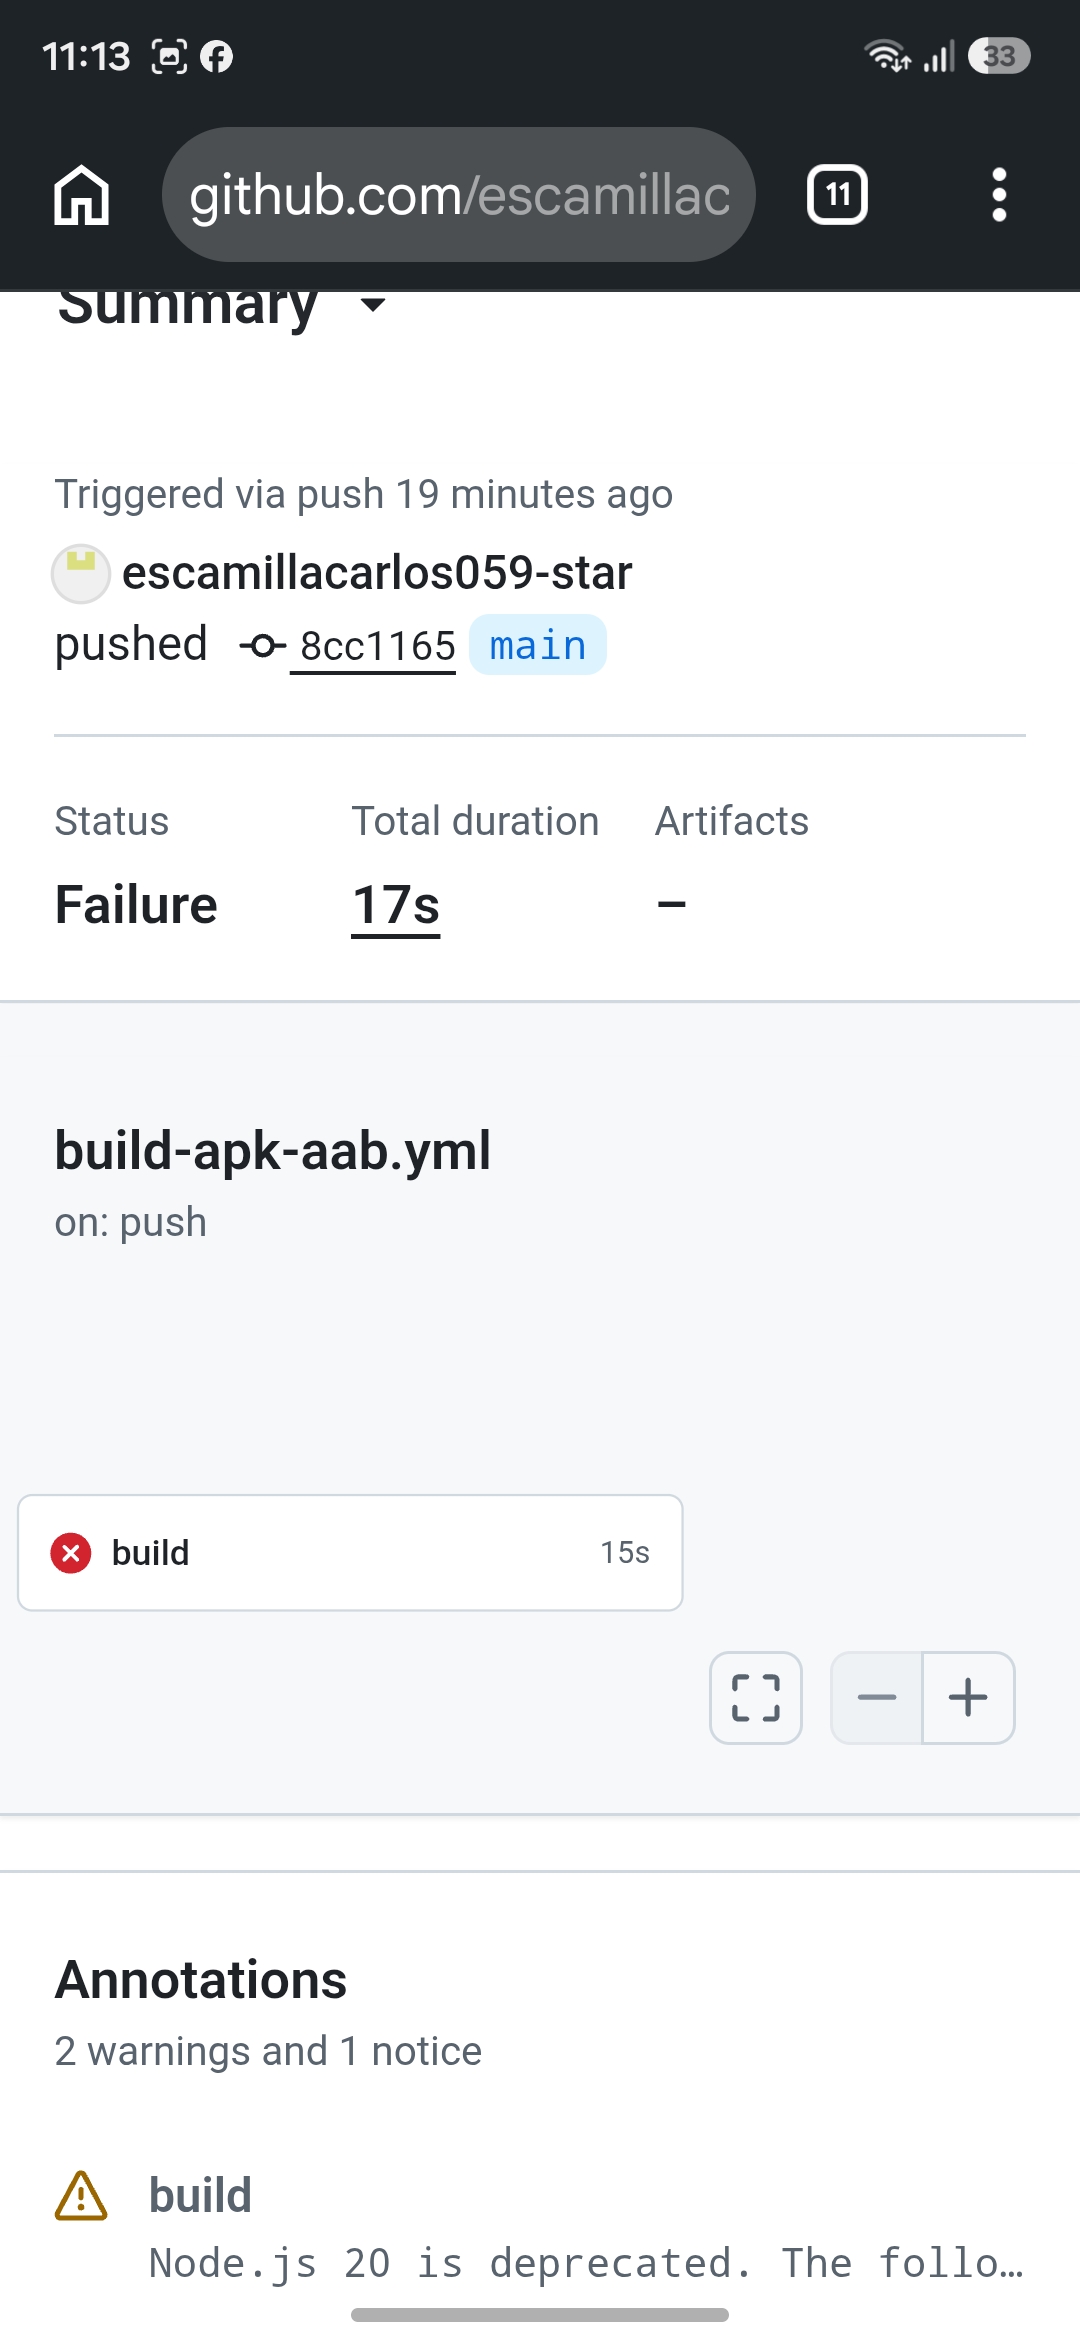 11:13
33
github.com/escamillac
11
Summary
Triggered via push 19 minutes ago
escamillacarlos059-star
pushed 8cc1165 main
Status Total duration Artifacts
Failure 17s –
build-apk-aab.yml
on: push
build 15s
Annotations
2 warnings and 1 notice
build
Node.js 20 is deprecated. The follo…